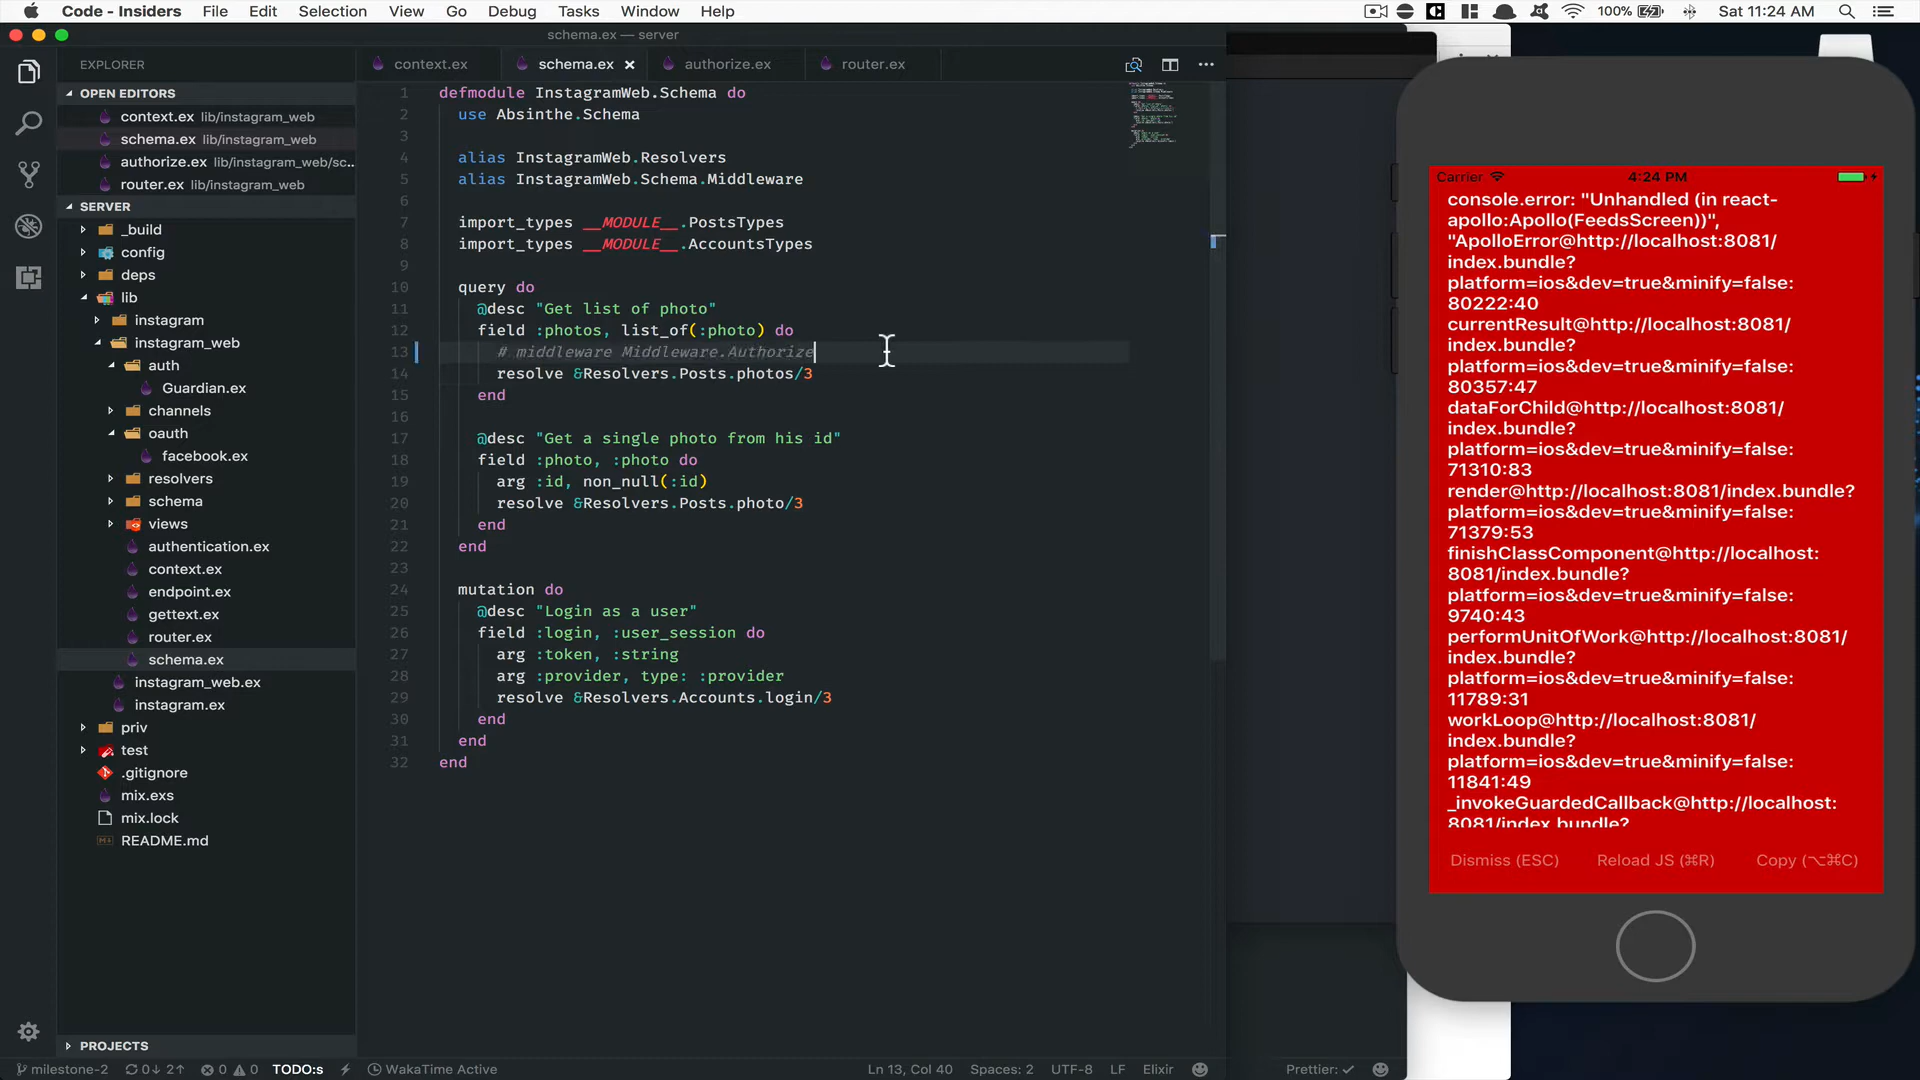 Code - Insiders File Edit Selection View Go Debug Tasks Window Help 100% Sat 11:24 AM
schema.ex — server
EXPLORER
OPEN EDITORS
context.ex lib/instagram_web
schema.ex lib/instagram_web
authorize.ex lib/instagram_web/sc...
router.ex lib/instagram_web
SERVER
_build
config
deps
lib
instagram
instagram_web
auth
Guardian.ex
channels
oauth
facebook.ex
resolvers
schema
views
authentication.ex
context.ex
endpoint.ex
gettext.ex
router.ex
schema.ex
instagram_web.ex
instagram.ex
priv
test
.gitignore
mix.exs
mix.lock
README.md
PROJECTS
context.ex schema.ex authorize.ex router.ex
1 defmodule InstagramWeb.Schema do
2 use Absinthe.Schema
3
4 alias InstagramWeb.Resolvers
5 alias InstagramWeb.Schema.Middleware
6
7 import_types __MODULE__.PostsTypes
8 import_types __MODULE__.AccountsTypes
9
10 query do
11 @desc "Get list of photo"
12 field :photos, list_of(:photo) do
13 # middleware Middleware.Authorize
14 resolve &Resolvers.Posts.photos/3
15 end
16
17 @desc "Get a single photo from his id"
18 field :photo, :photo do
19 arg :id, non_null(:id)
20 resolve &Resolvers.Posts.photo/3
21 end
22 end
23
24 mutation do
25 @desc "Login as a user"
26 field :login, :user_session do
27 arg :token, :string
28 arg :provider, type: :provider
29 resolve &Resolvers.Accounts.login/3
30 end
31 end
32 end
Carrier 4:24 PM
console.error: "Unhandled (in react-
apollo:Apollo(FeedsScreen))",
"ApolloError@http://localhost:8081/
index.bundle?
platform=ios&dev=true&minify=false:
80222:40
currentResult@http://localhost:8081/
index.bundle?
platform=ios&dev=true&minify=false:
80357:47
dataForChild@http://localhost:8081/
index.bundle?
platform=ios&dev=true&minify=false:
71310:83
render@http://localhost:8081/index.bundle?
platform=ios&dev=true&minify=false:
71379:53
finishClassComponent@http://localhost:
8081/index.bundle?
platform=ios&dev=true&minify=false:
9740:43
performUnitOfWork@http://localhost:8081/
index.bundle?
platform=ios&dev=true&minify=false:
11789:31
workLoop@http://localhost:8081/
index.bundle?
platform=ios&dev=true&minify=false:
11841:49
_invokeGuardedCallback@http://localhost:
8081/index.bundle?
Dismiss (ESC) Reload JS (⌘R) Copy (⌥⌘C)
milestone-2 0↓ 2↑ 0 0 TODO:s WakaTime Active Ln 13, Col 40 Spaces: 2 UTF-8 LF Elixir Prettier: ✓